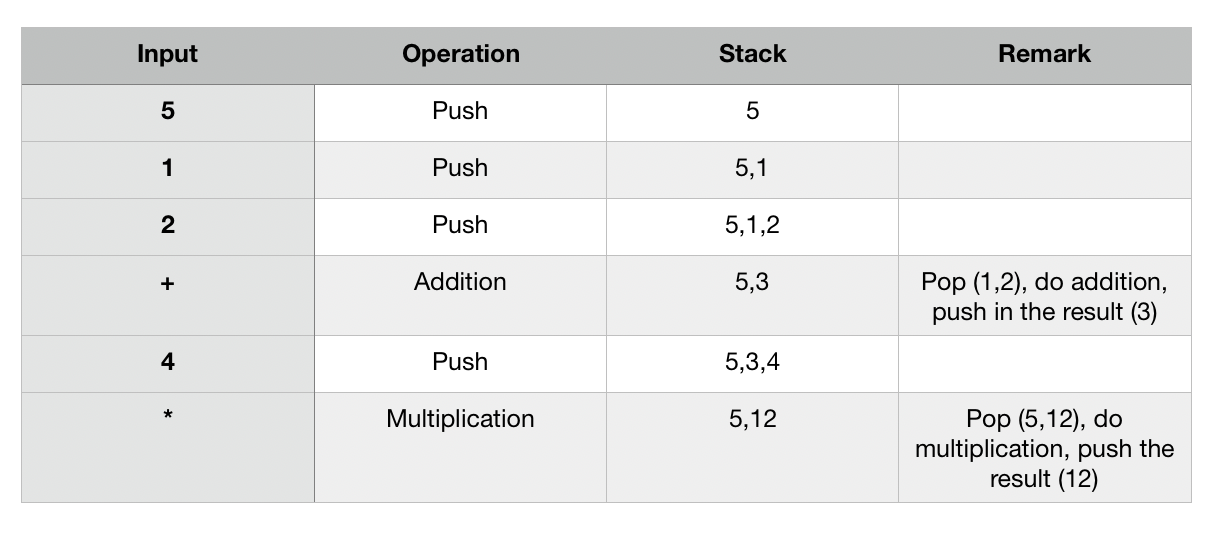 Input Operation Stack Remark
5 Push 5
1 Push 5,1
2 Push 5,1,2
+ Addition 5,3 Pop (1,2), do addition,
push in the result (3)
4 Push 5,3,4
* Multiplication 5,12 Pop (5,12), do
multiplication, push the
result (12)